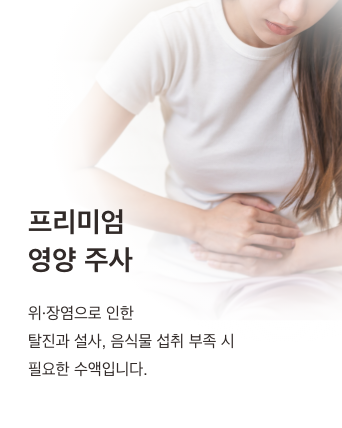 프리미엄
영양 주사
위·장염으로 인한
탈진과 설사, 음식물 섭취 부족 시
필요한 수액입니다.